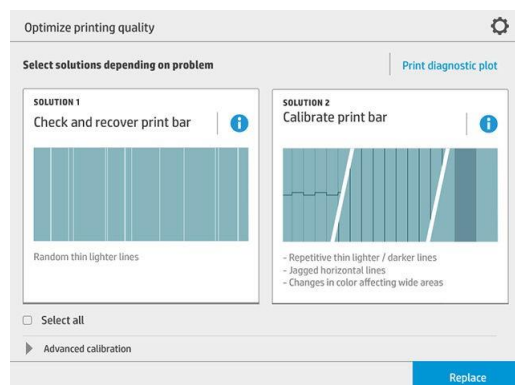 Optimize printing quality
Select solutions depending on problem
Print diagnostic plot
SOLUTION 1
Check and recover print bar
Random thin lighter lines
SOLUTION 2
Calibrate print bar
- Repetitive thin lighter / darker lines
- Jagged horizontal lines
- Changes in color affecting wide areas
Select all
Advanced calibration
Replace